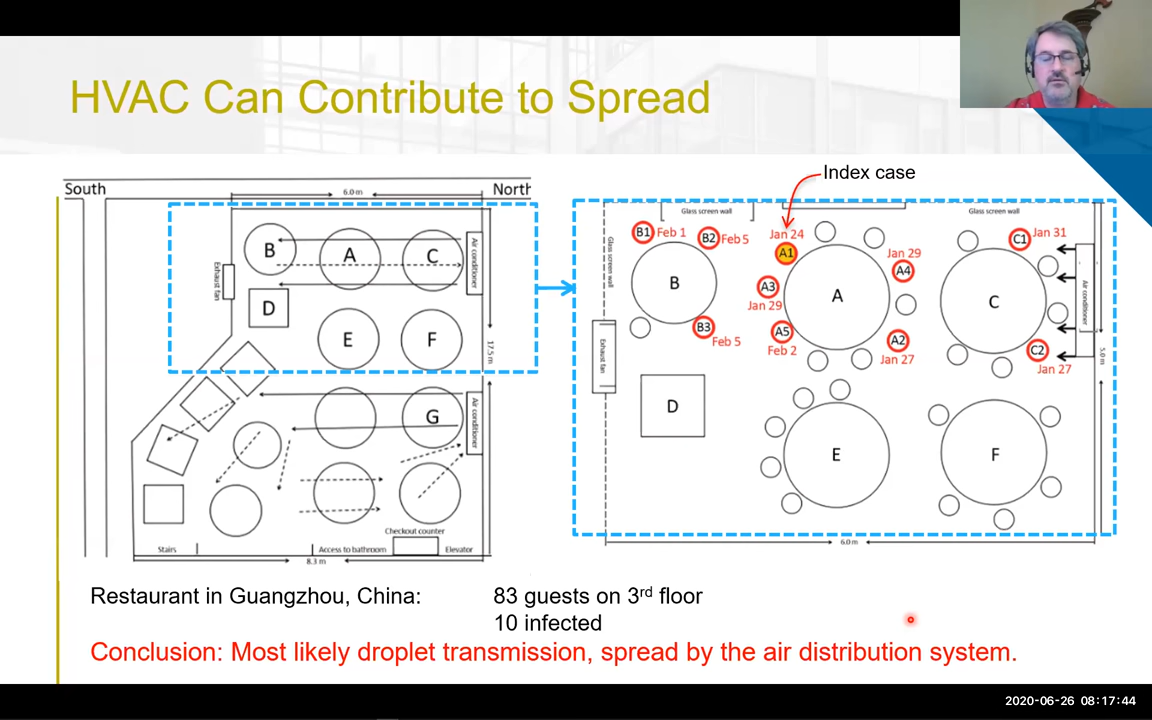 HVAC Can Contribute to Spread
South
North
6.0 m
B
A
C
Air conditioner
Exhaust fan
D
E
F
17.5 m
G
Air conditioner
Checkout counter
Stairs
Access to bathroom
Elevator
8.3 m
Index case
Glass screen wall
Glass screen wall
Glass screen wall
B1 Feb 1
B2 Feb 5
Jan 24
A1
C1 Jan 31
Jan 29
A4
B
A3
Jan 29
A
C
Air conditioner
B3
Feb 5
A5
Feb 2
A2
Jan 27
C2
Jan 27
Exhaust fan
5.0 m
D
E
F
6.0 m
Restaurant in Guangzhou, China: 83 guests on 3rd floor
10 infected
Conclusion: Most likely droplet transmission, spread by the air distribution system.
2020-06-26 08:17:44